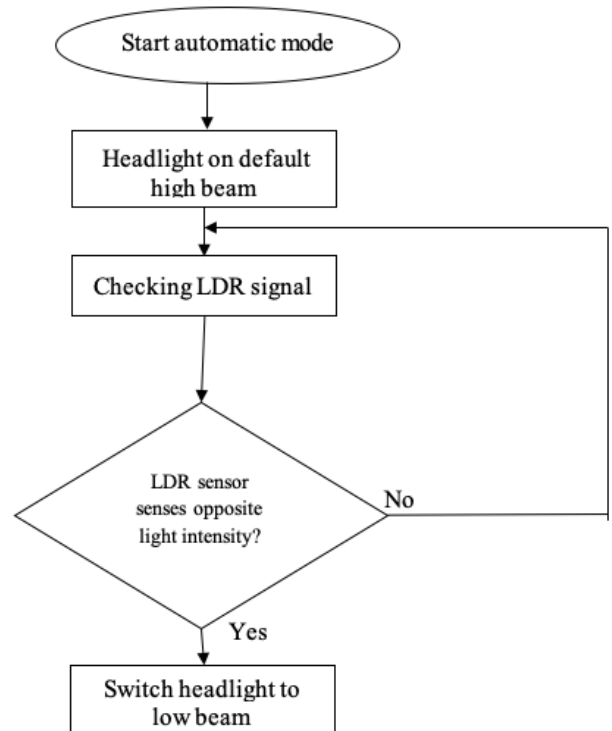 Start automatic mode
Headlight on default
high beam
Checking LDR signal
LDR sensor
senses opposite
light intensity?
No
Yes
Switch headlight to
low beam